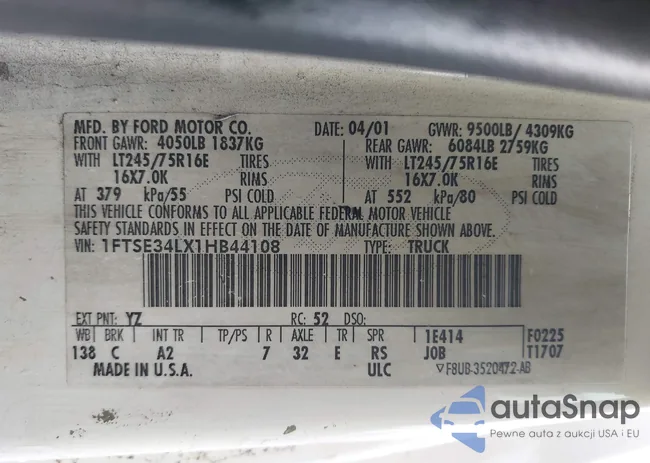 MFD. BY FORD MOTOR CO. DATE: 04/01 GVWR: 9500LB/ 4309KG
FRONT GAWR: 4050LB 1837KG REAR GAWR: 6084LB 2759KG
WITH LT245/75R16E TIRES WITH LT245/75R16E TIRES
16X7.0K RIMS 16X7.0K RIMS
AT 379 kPa/55 PSI COLD AT 552 kPa/80 PSI COLD
THIS VEHICLE CONFORMS TO ALL APPLICABLE FEDERAL MOTOR VEHICLE
SAFETY STANDARDS IN EFFECT ON THE DATE OF MANUFACTURE SHOWN ABOVE
VIN: 1FTSE34LX1HB44108 TYPE: TRUCK
EXT PNT: YZ RC: 52 DSO:
WB BRK INT TR TP/PS R AXLE TR SPR 1E414 F0225
138 C A2 7 32 E RS JOB T1707
MADE IN U.S.A. ULC ▽F8UB-3520472-AB
autaSnap
Pewne auta z aukcji USA i EU